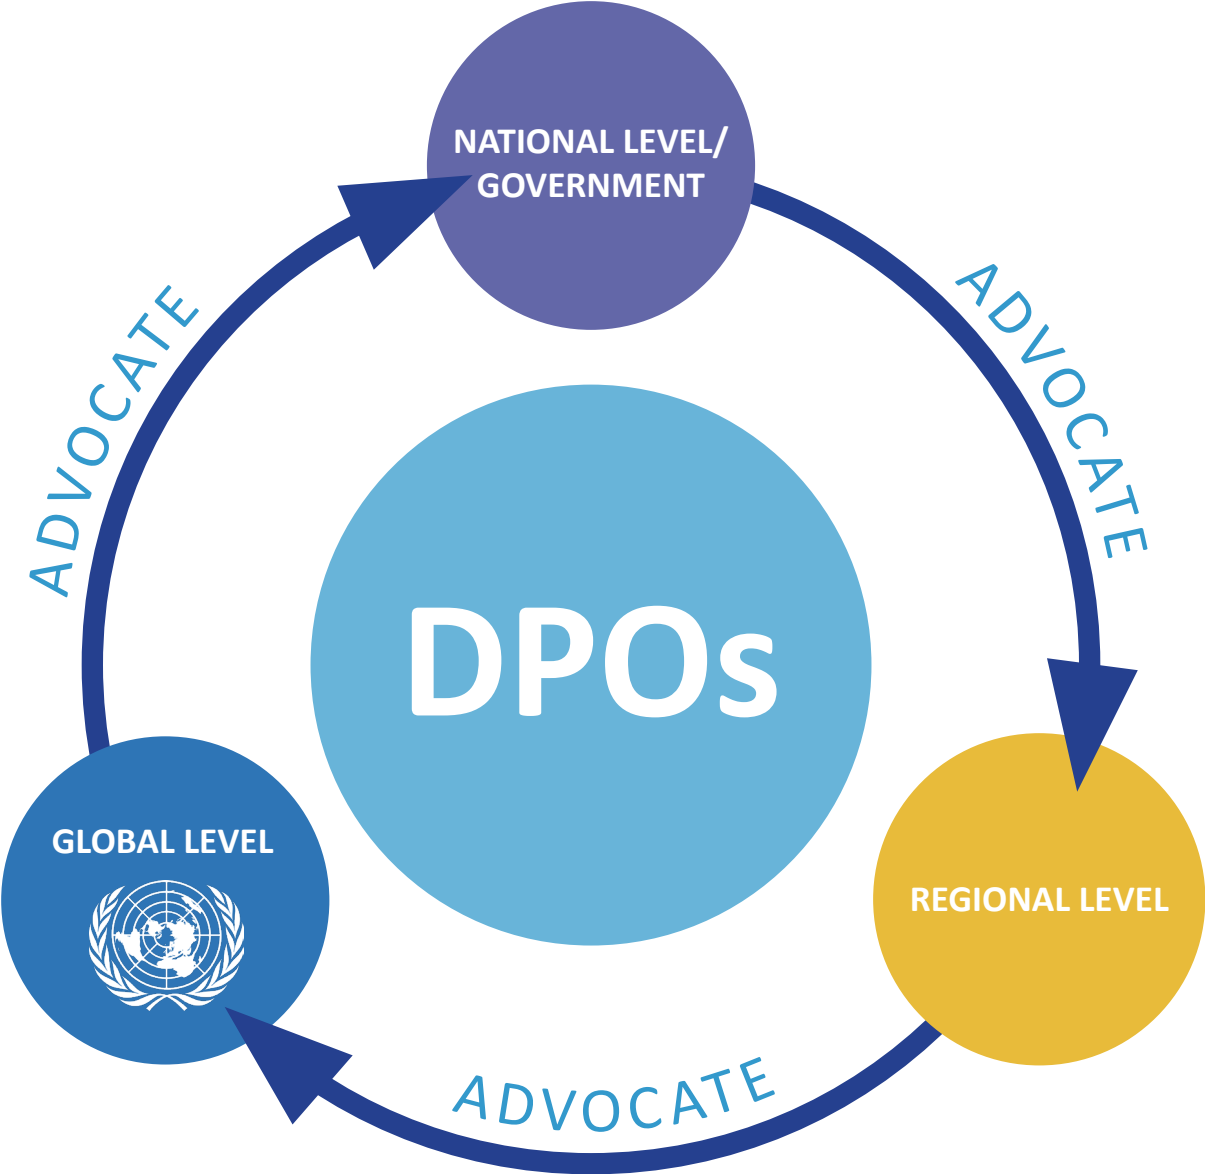 NATIONAL LEVEL/
GOVERNMENT
ADVOCATE
ADVOCATE
DPOs
GLOBAL LEVEL
REGIONAL LEVEL
ADVOCATE